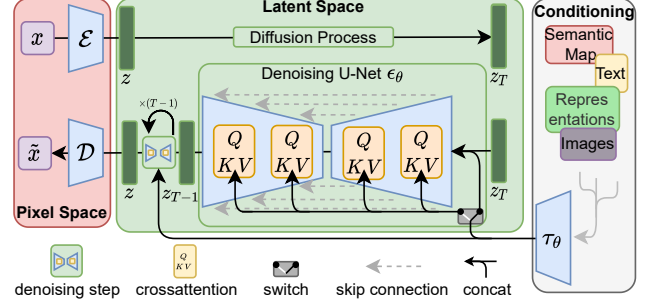 Latent Space
Conditioning
x
ℰ
z
Diffusion Process
z_T
Semantic
Map
Text
Repres
entations
Images
Denoising U-Net ϵ_θ
×(T−1)
Q
KV
Q
KV
Q
KV
Q
KV
x̃
𝒟
z
z_{T−1}
z_T
Pixel Space
τ_θ
Q
KV
denoising step
crossattention
switch
skip connection
concat